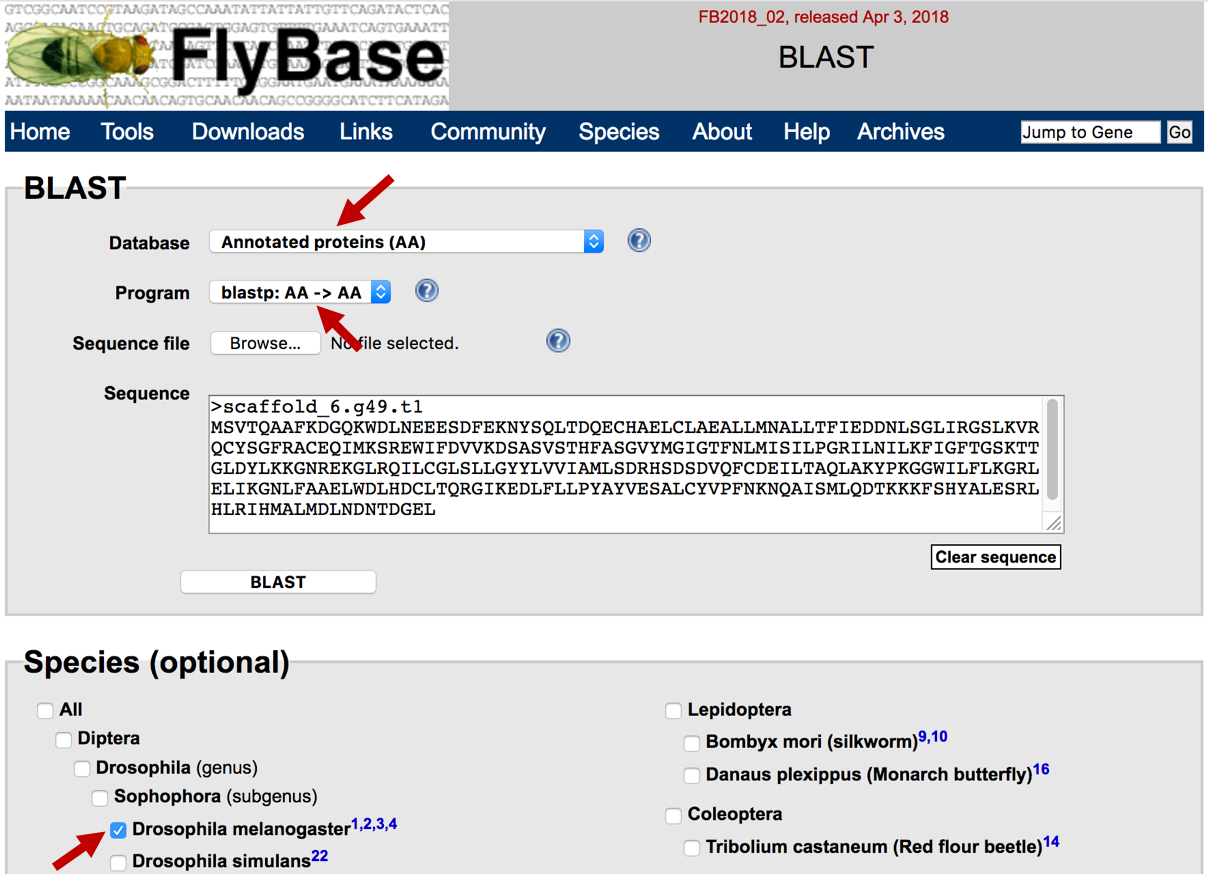 GTCGGCAATCCGTAAGATAGCCAAATATTATTATTGTTCAGATACTCAC
FlyBase
FB2018_02, released Apr 3, 2018
BLAST
Home Tools Downloads Links Community Species About Help Archives Jump to Gene Go
BLAST
Database Annotated proteins (AA) ?
Program blastp: AA -> AA ?
Sequence file Browse... No file selected. ?
Sequence
>scaffold_6.g49.t1
MSVTQAAFKDGQKWDLNEEESDFEKNYSQLTDQECHAELCLAEALLMNALLTFIEDDNLSGLIRGSLKVR
QCYSGFRACEQIMKSREWIFDVVKDSASVSTHFASGVYMGIGTFNLMISILPGRILNILKFIGFTGSKTT
GLDYLKKGNREKGLRQILCGLSLLGYYLVVIAMLSDRHSDSDVQFCDEILTAQLAKYPKGGWILFLKGRL
ELIKGNLFAAELWDLHDCLTQRGIKEDLFLLPYAYVESALCYVPFNKNQAISMLQDTKKKFSHYALESRL
HLRIHMALMDLNDNTDGEL
Clear sequence
BLAST
Species (optional)
All
Diptera
Drosophila (genus)
Sophophora (subgenus)
Drosophila melanogaster1,2,3,4
Drosophila simulans22
Lepidoptera
Bombyx mori (silkworm)9,10
Danaus plexippus (Monarch butterfly)16
Coleoptera
Tribolium castaneum (Red flour beetle)14